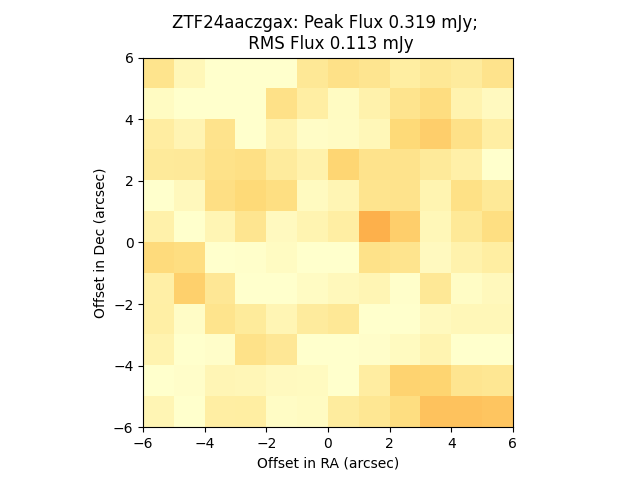 ZTF24aaczgax: Peak Flux 0.319 mJy;
RMS Flux 0.113 mJy
6
4
2
0
−2
−4
−6
Offset in Dec (arcsec)
−6 −4 −2 0 2 4 6
Offset in RA (arcsec)